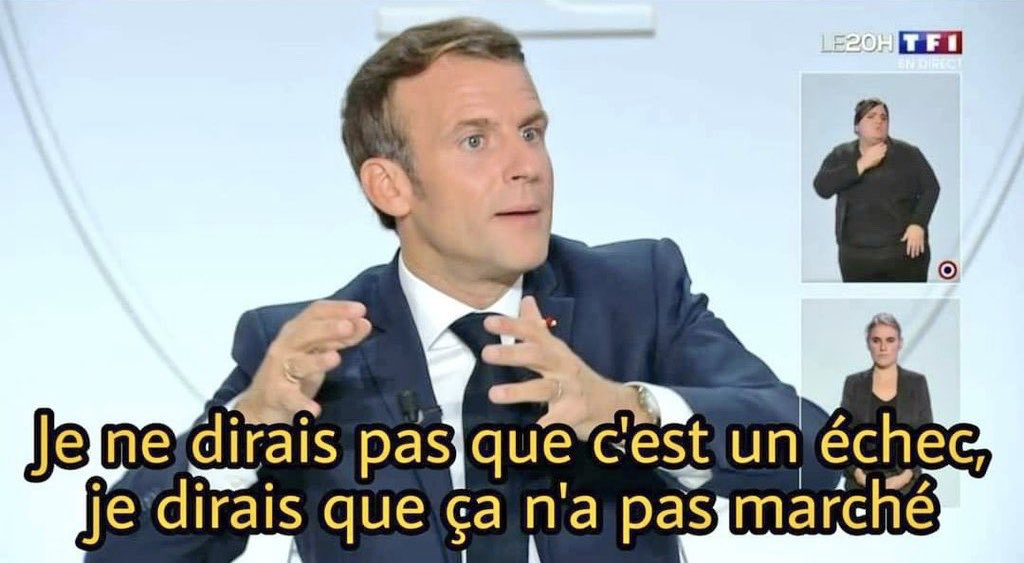 LE20H TF1
EN DIRECT
Je ne dirais pas que c'est un échec,
je dirais que ça n'a pas marché